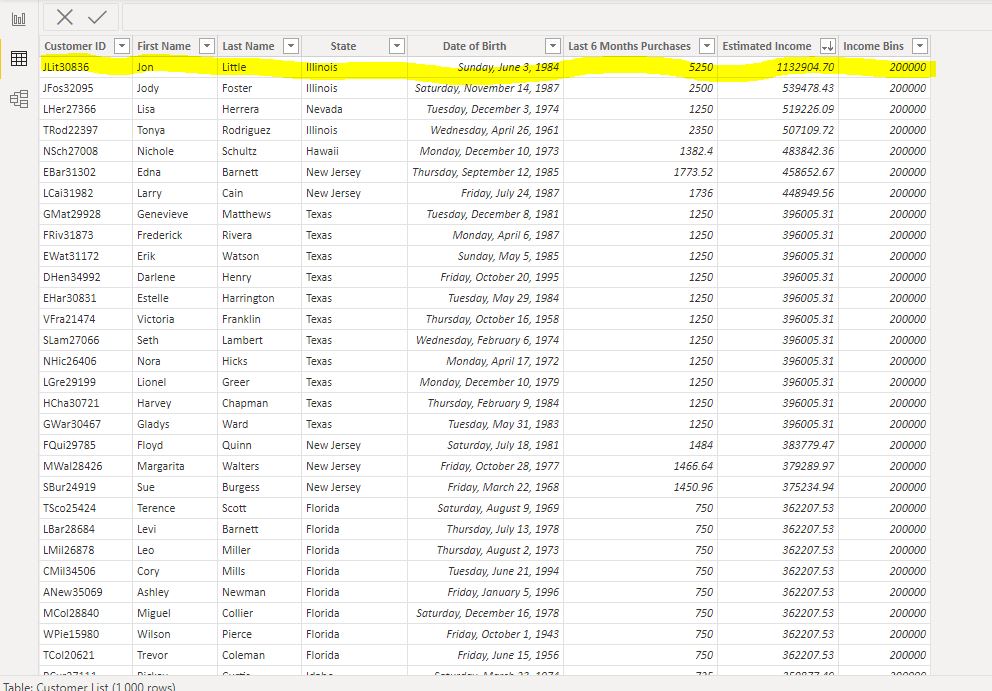 Customer ID First Name Last Name State Date of Birth Last 6 Months Purchases Estimated Income Income Bins
JLit30836 Jon Little Illinois Sunday, June 3, 1984 5250 1132904.70 200000
JFos32095 Jody Foster Illinois Saturday, November 14, 1987 2500 539478.43 200000
LHer27366 Lisa Herrera Nevada Tuesday, December 3, 1974 1250 519226.09 200000
TRod22397 Tonya Rodriguez Illinois Wednesday, April 26, 1961 2350 507109.72 200000
NSch27008 Nichole Schultz Hawaii Monday, December 10, 1973 1382.4 483842.36 200000
EBar31302 Edna Barnett New Jersey Thursday, September 12, 1985 1773.52 458652.67 200000
LCai31982 Larry Cain New Jersey Friday, July 24, 1987 1736 448949.56 200000
GMat29928 Genevieve Matthews Texas Tuesday, December 8, 1981 1250 396005.31 200000
FRiv31873 Frederick Rivera Texas Monday, April 6, 1987 1250 396005.31 200000
EWat31172 Erik Watson Texas Sunday, May 5, 1985 1250 396005.31 200000
DHen34992 Darlene Henry Texas Friday, October 20, 1995 1250 396005.31 200000
EHar30831 Estelle Harrington Texas Tuesday, May 29, 1984 1250 396005.31 200000
VFra21474 Victoria Franklin Texas Thursday, October 16, 1958 1250 396005.31 200000
SLam27066 Seth Lambert Texas Wednesday, February 6, 1974 1250 396005.31 200000
NHic26406 Nora Hicks Texas Monday, April 17, 1972 1250 396005.31 200000
LGre29199 Lionel Greer Texas Monday, December 10, 1979 1250 396005.31 200000
HCha30721 Harvey Chapman Texas Thursday, February 9, 1984 1250 396005.31 200000
GWar30467 Gladys Ward Texas Tuesday, May 31, 1983 1250 396005.31 200000
FQui29785 Floyd Quinn New Jersey Saturday, July 18, 1981 1484 383779.47 200000
MWal28426 Margarita Walters New Jersey Friday, October 28, 1977 1466.64 379289.97 200000
SBur24919 Sue Burgess New Jersey Friday, March 22, 1968 1450.96 375234.94 200000
TSco25424 Terence Scott Florida Saturday, August 9, 1969 750 362207.53 200000
LBar28684 Levi Barnett Florida Thursday, July 13, 1978 750 362207.53 200000
LMil26878 Leo Miller Florida Thursday, August 2, 1973 750 362207.53 200000
CMil34506 Cory Mills Florida Tuesday, June 21, 1994 750 362207.53 200000
ANew35069 Ashley Newman Florida Friday, January 5, 1996 750 362207.53 200000
MCol28840 Miguel Collier Florida Saturday, December 16, 1978 750 362207.53 200000
WPie15980 Wilson Pierce Florida Friday, October 1, 1943 750 362207.53 200000
TCol20621 Trevor Coleman Florida Friday, June 15, 1956 750 362207.53 200000
Table: Customer List (1,000 rows)